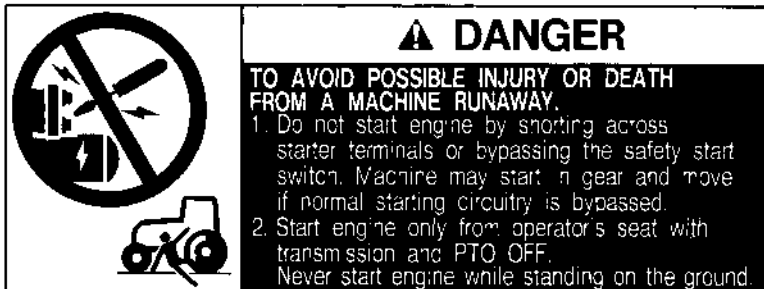 DANGER
TO AVOID POSSIBLE INJURY OR DEATH
FROM A MACHINE RUNAWAY.
1. Do not start engine by shorting across
starter terminals or bypassing the safety start
switch. Machine may start in gear and move
if normal starting circuitry is bypassed.
2. Start engine only from operator's seat with
transmission and PTO OFF.
Never start engine while standing on the ground.